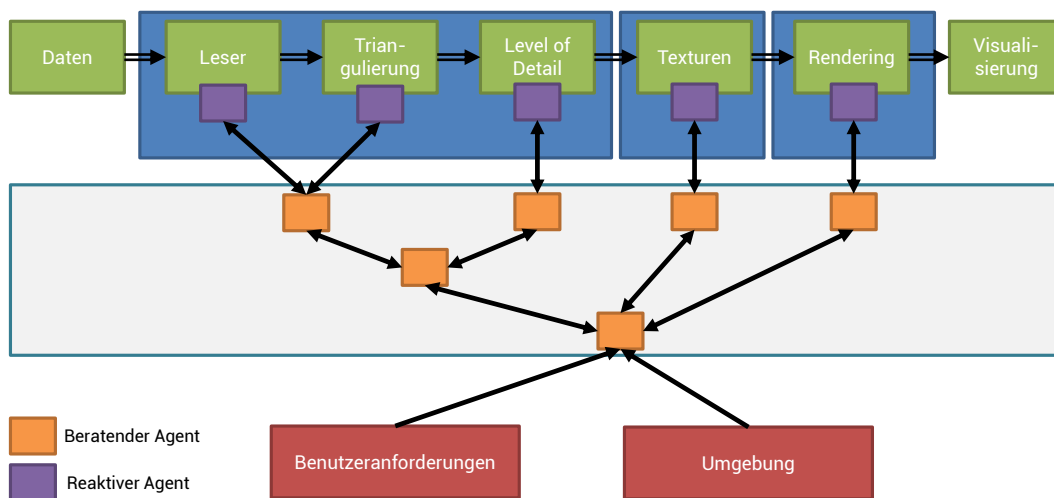 Daten
Leser
Trian-
gulierung
Level of
Detail
Texturen
Rendering
Visuali-
sierung
Beratender Agent
Reaktiver Agent
Benutzeranforderungen
Umgebung